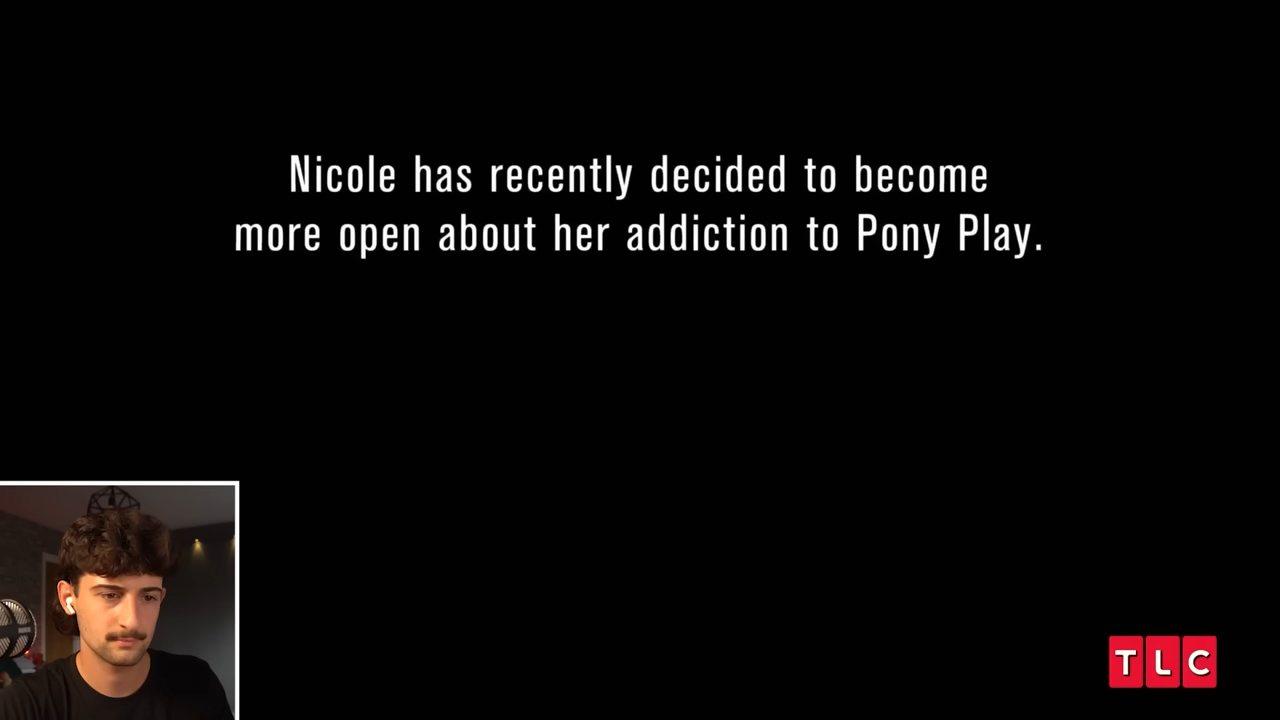 Nicole has recently decided to become
more open about her addiction to Pony Play.
TLC